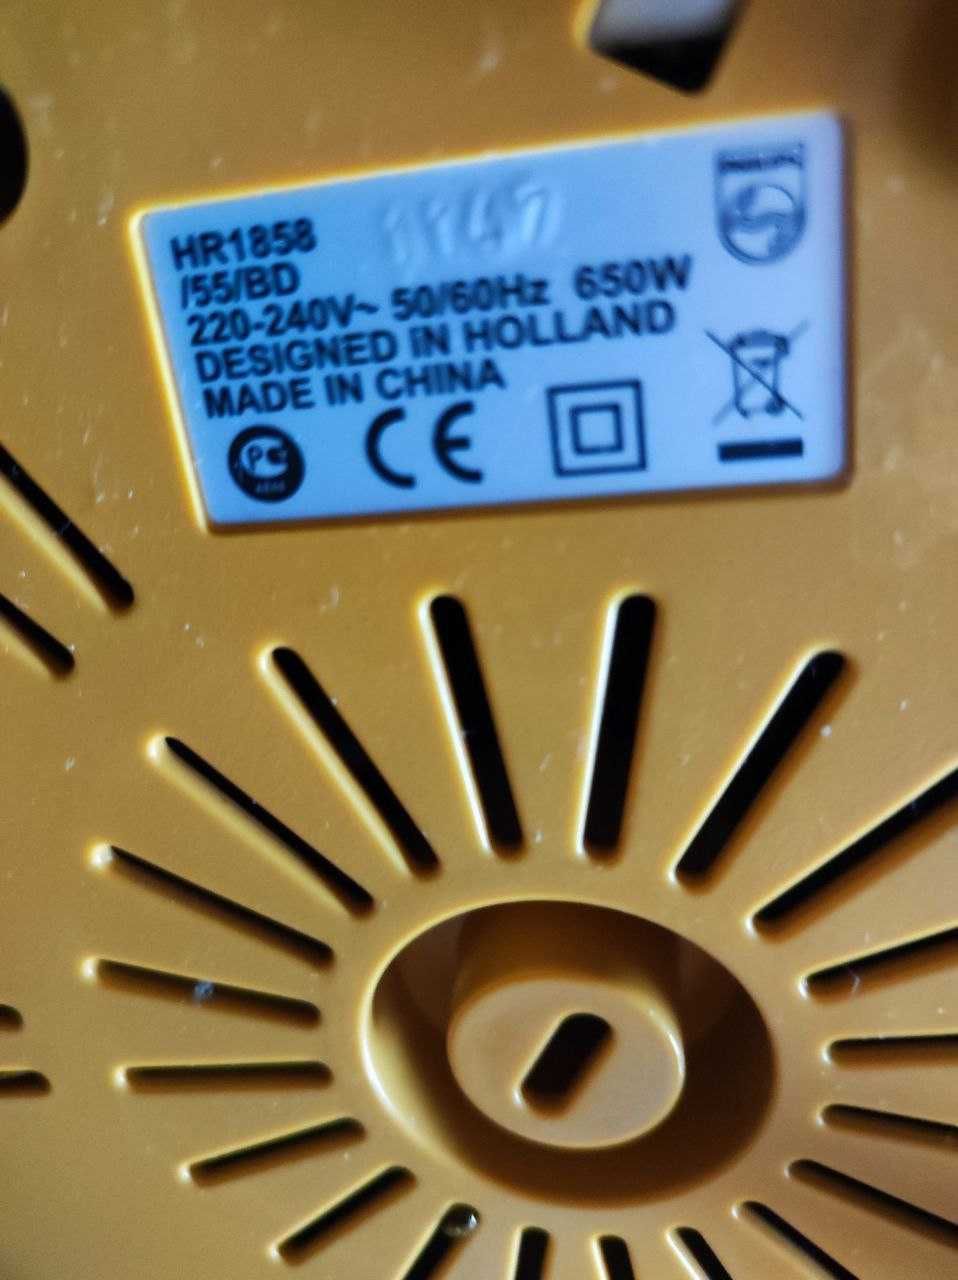 HR1858
/55/BD
220-240V~ 50/60Hz 650W
DESIGNED IN HOLLAND
MADE IN CHINA
PHILIPS
CE